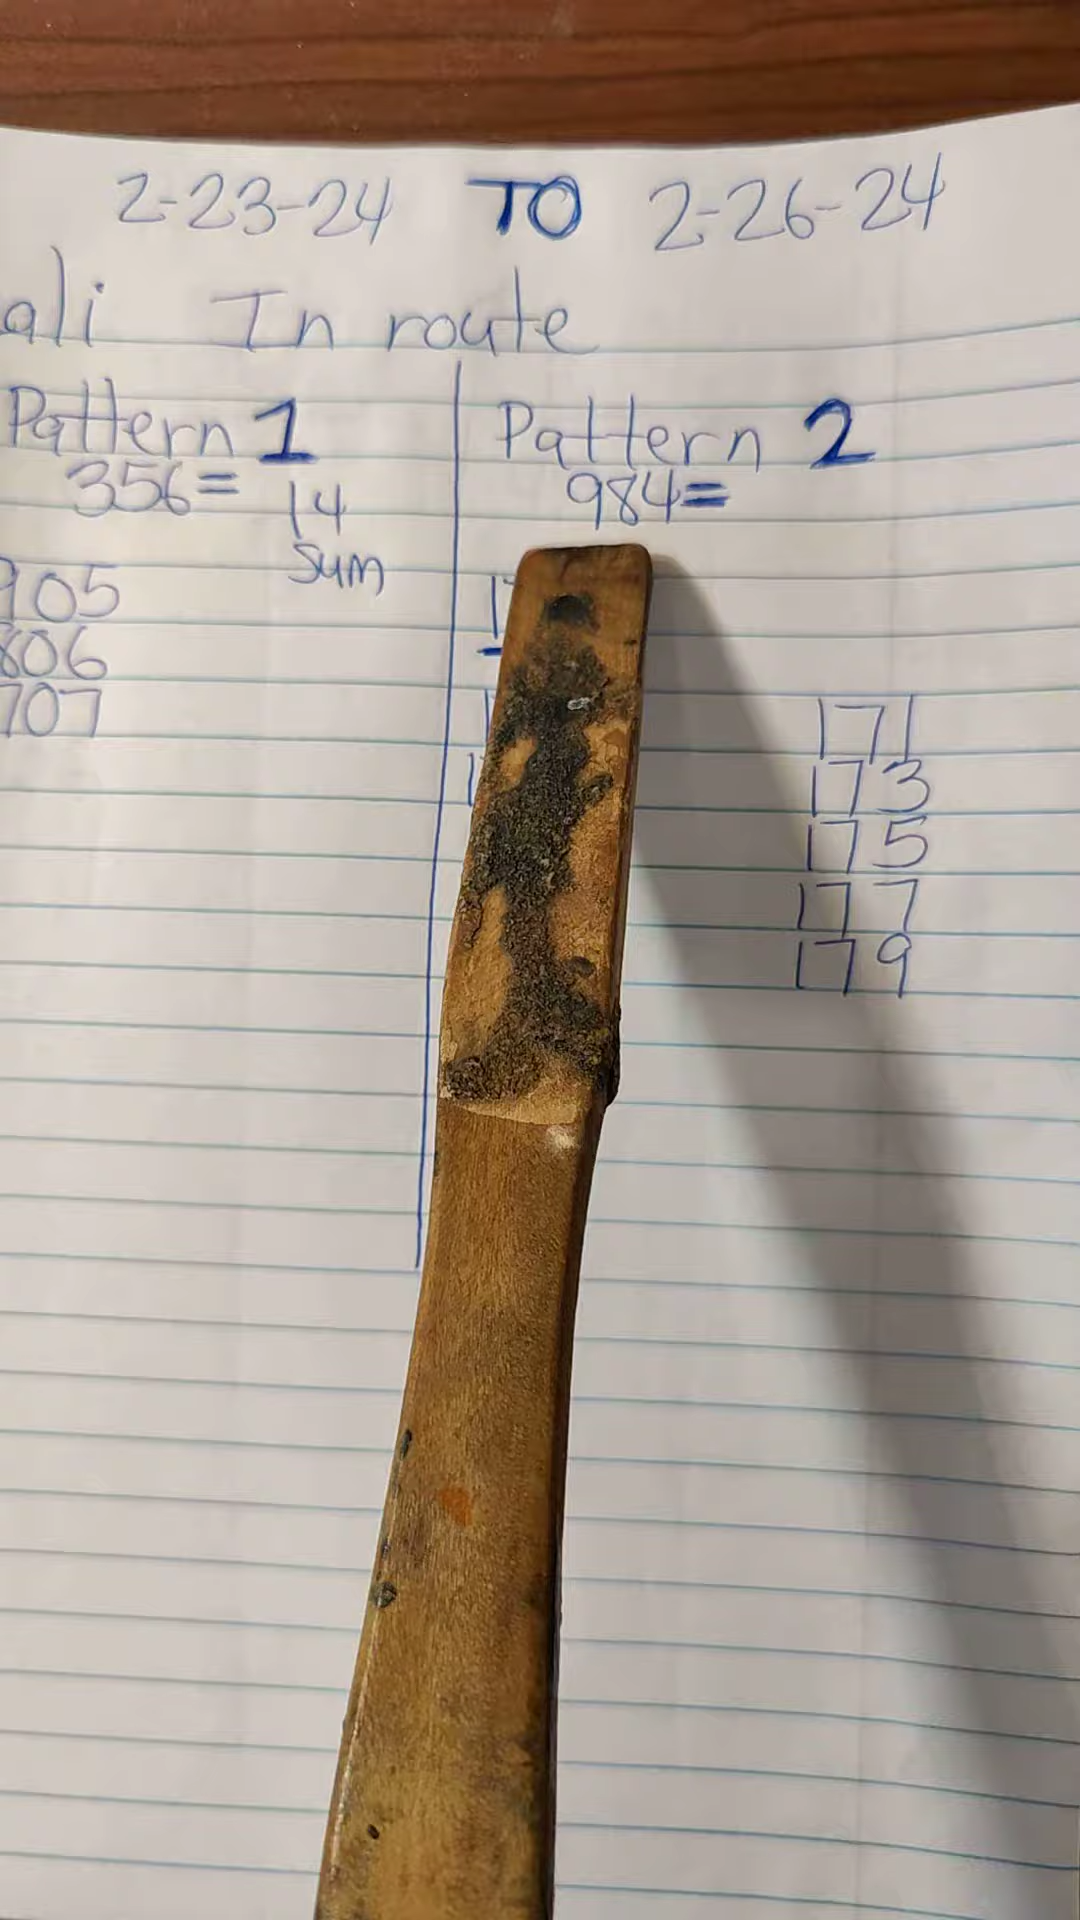 2-23-24 TO 2-26-24
ali In route
Pattern 1
356= 14
Sum
905
806
707
Pattern 2
984=
171
173
175
177
179